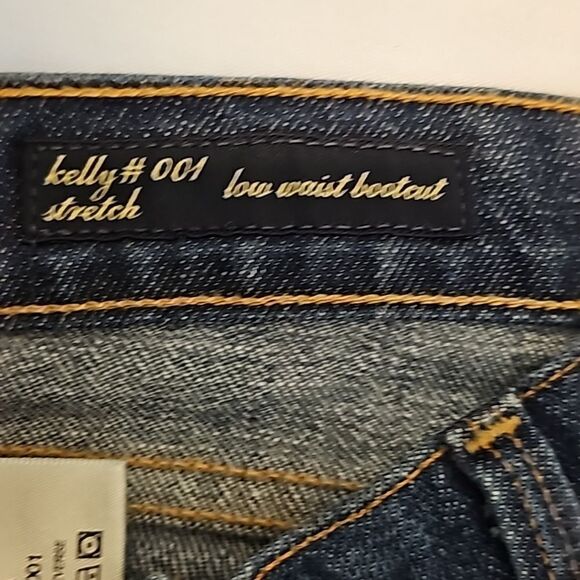 kelly# 001
stretch
low waist bootcut